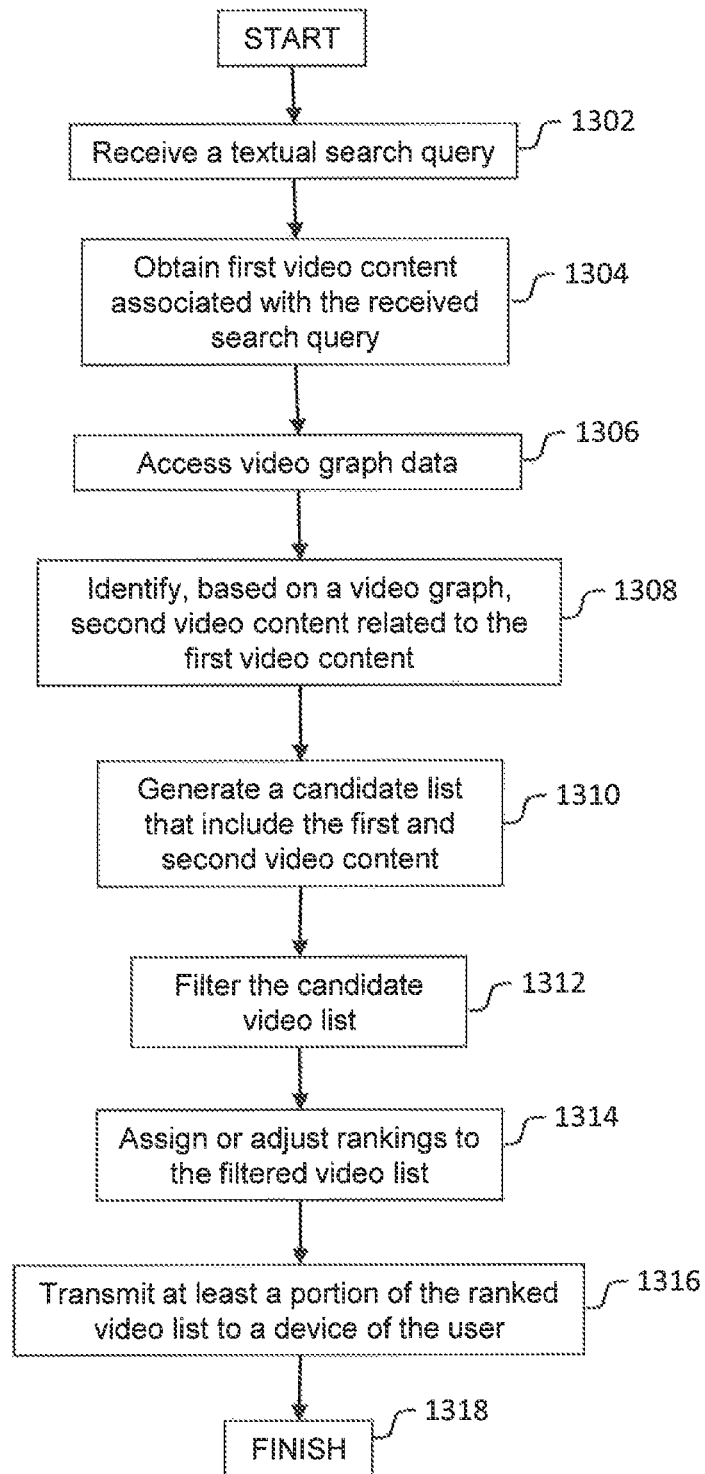 START
1302
Receive a textual search query
Obtain first video content
associated with the received
search query
1304
1306
Access video graph data
Identify, based on a video graph,
second video content related to the
first video content
1308
Generate a candidate list
that include the first and
second video content
1310
Filter the candidate
video list
1312
Assign or adjust rankings to
the filtered video list
1314
Transmit at least a portion of the ranked
video list to a device of the user
1316
1318
FINISH